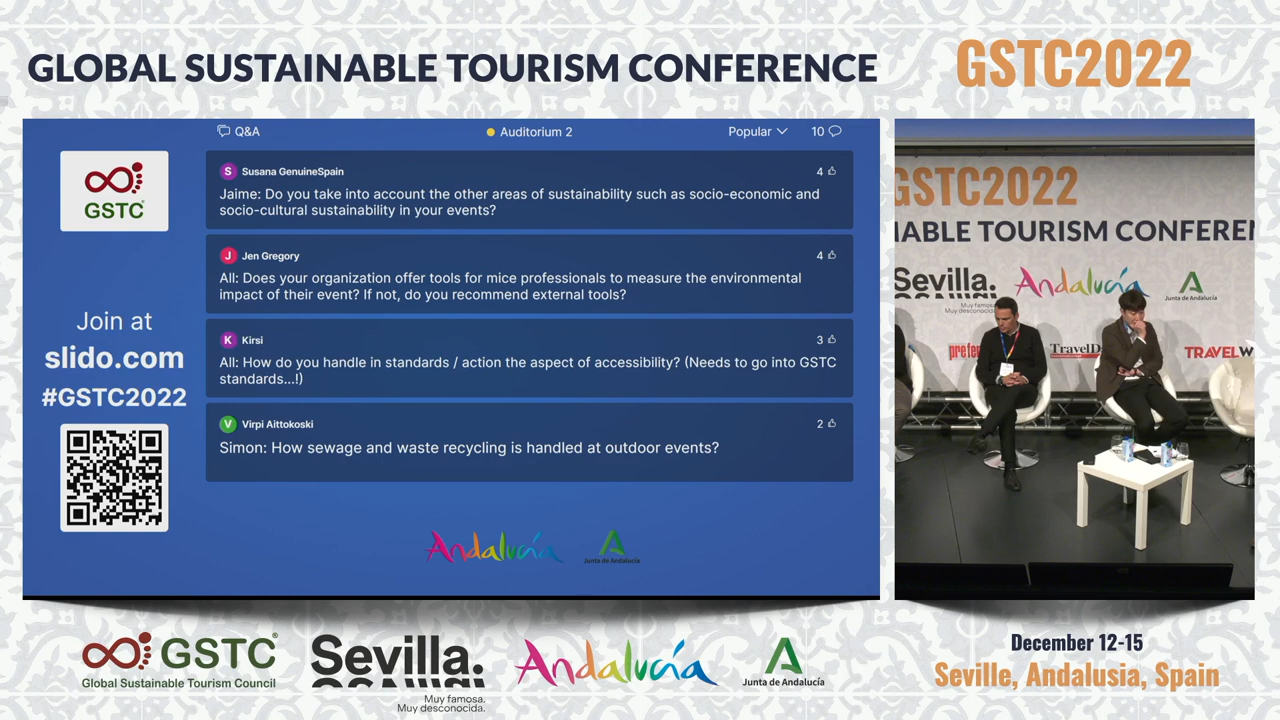 GLOBAL SUSTAINABLE TOURISM CONFERENCE
GSTC2022
Q&A
Auditorium 2
Popular
10
GSTC
Join at
slido.com
#GSTC2022
S Susana GenuineSpain
4
Jaime: Do you take into account the other areas of sustainability such as socio-economic and
socio-cultural sustainability in your events?
J Jen Gregory
4
All: Does your organization offer tools for mice professionals to measure the environmental
impact of their event? If not, do you recommend external tools?
K Kirsi
3
All: How do you handle in standards / action the aspect of accessibility? (Needs to go into GSTC
standards...!)
V Virpi Aittokoski
2
Simon: How sewage and waste recycling is handled at outdoor events?
Andalucía
Junta de Andalucía
GSTC2022
ABLE TOURISM CONFEREN
Sevilla.
Muy famosa.
Muy desconocida.
Andalucía
Junta de Andalucía
prefer
TravelDa
TRAVELW
GSTC®
Global Sustainable Tourism Council
Sevilla.
Muy famosa.
Muy desconocida.
Andalucía
Junta de Andalucía
December 12-15
Seville, Andalusia, Spain